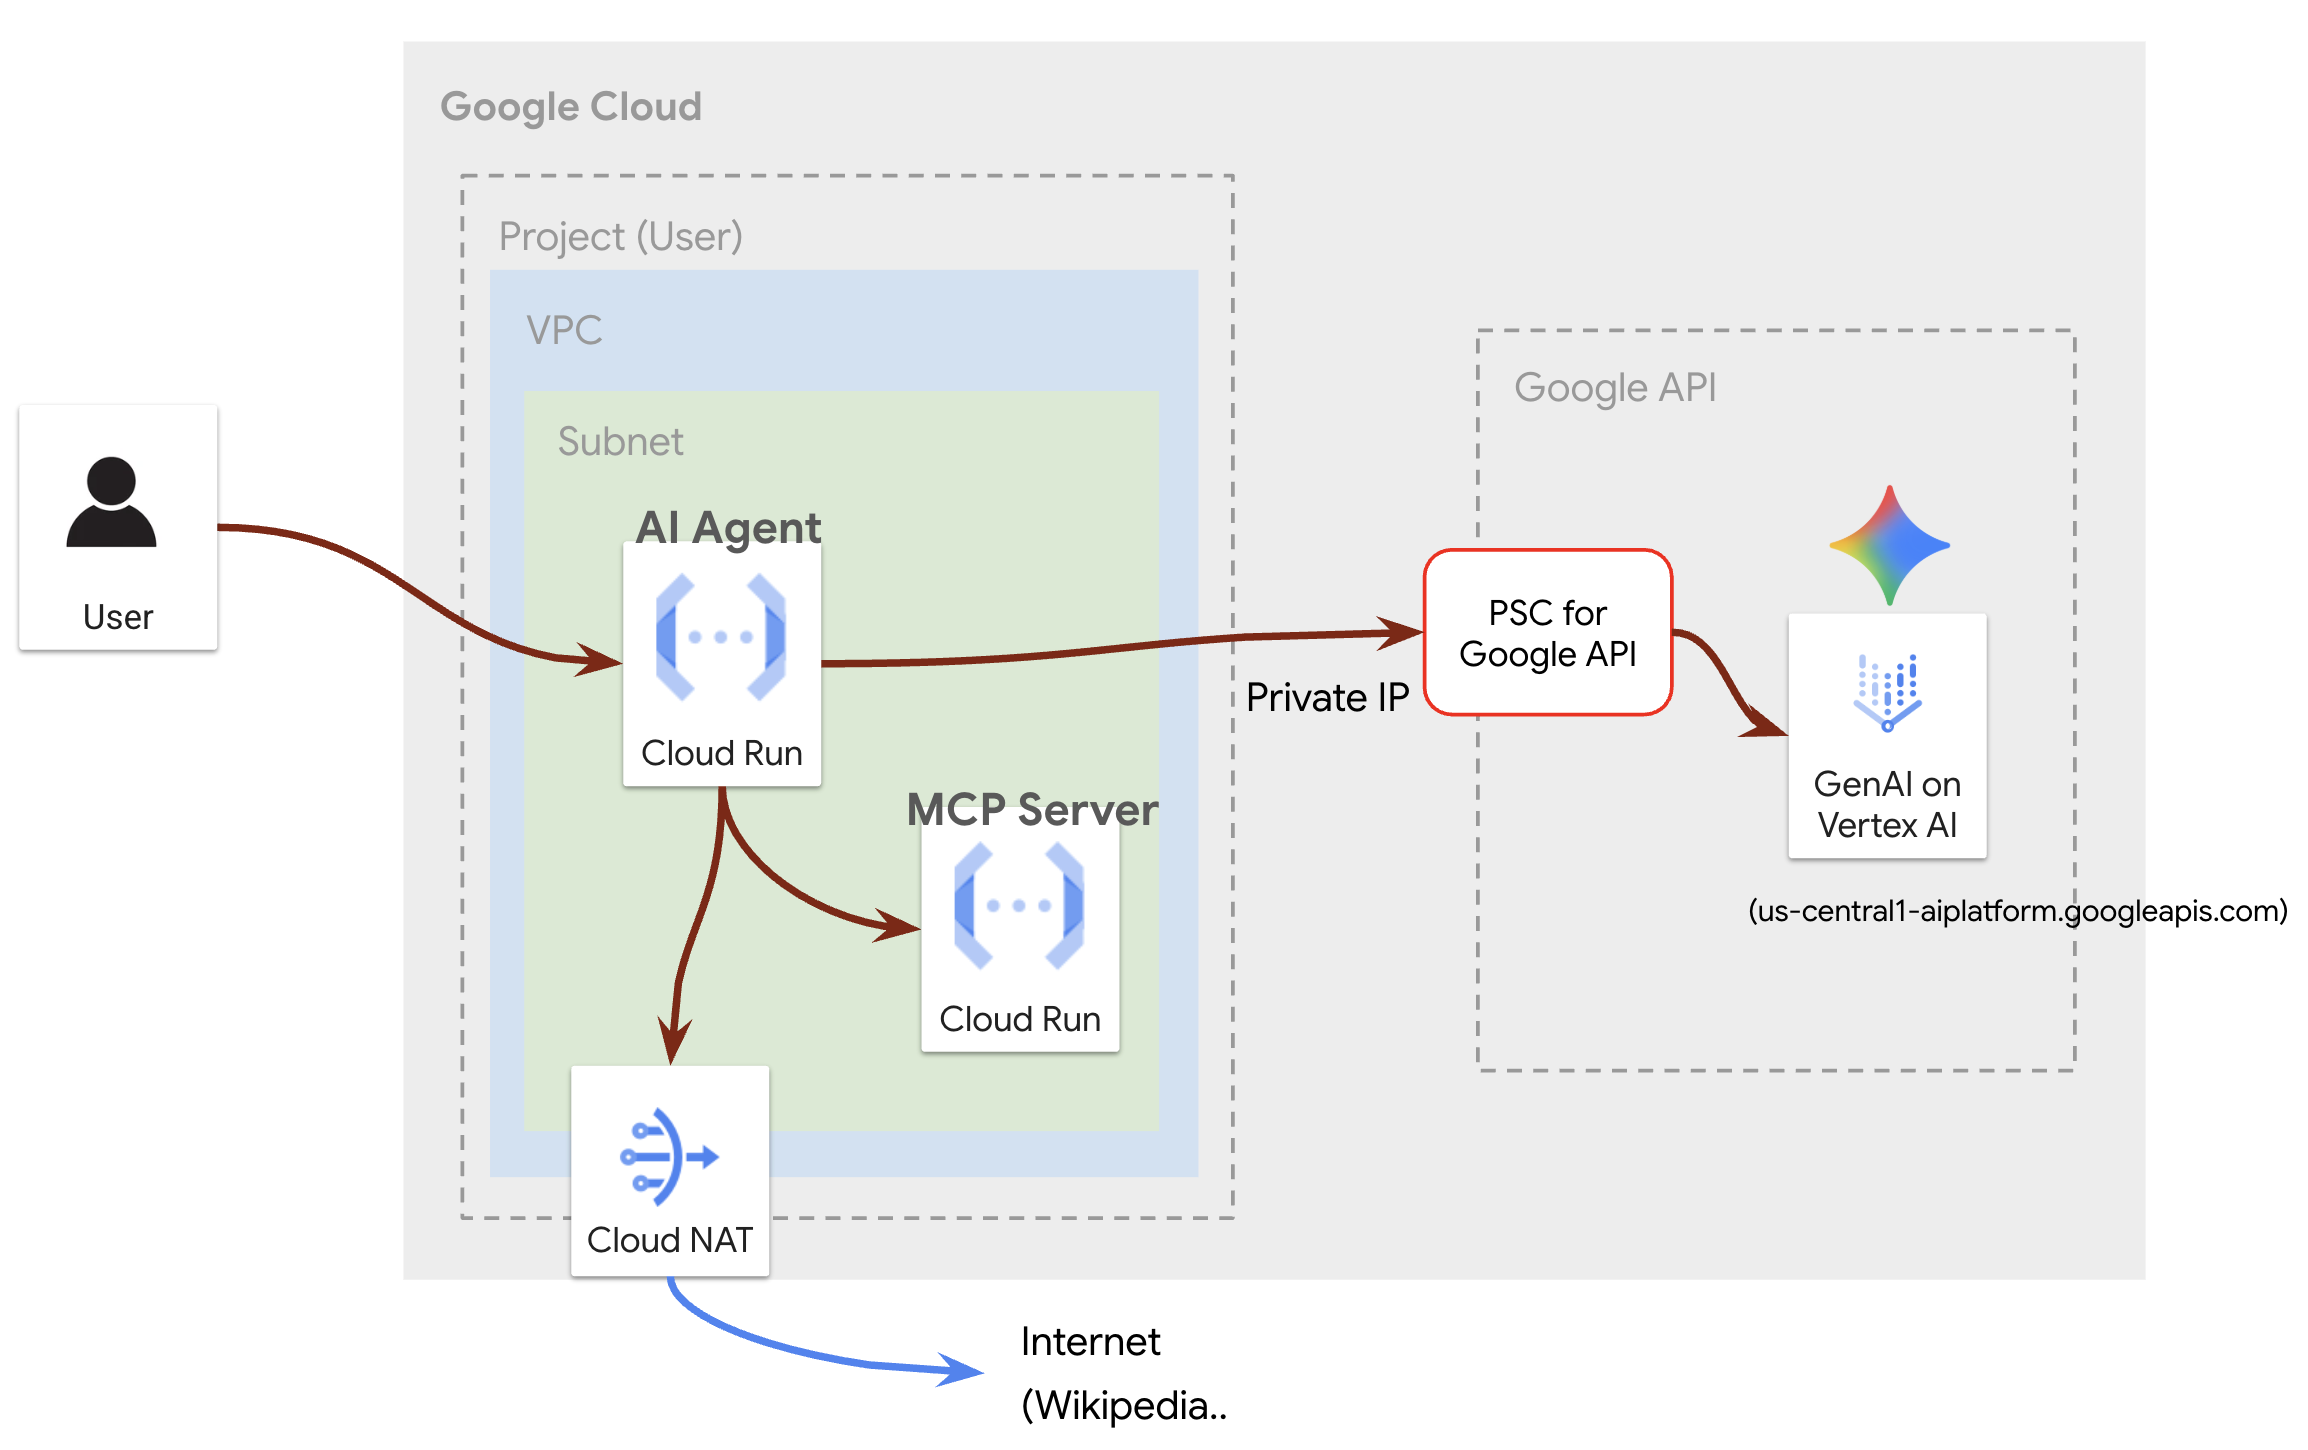 Google Cloud
Project (User)
VPC
Subnet
User
AI Agent
Cloud Run
MCP Server
Cloud Run
Cloud NAT
Internet
(Wikipedia..
Private IP
Google API
PSC for
Google API
GenAI on
Vertex AI
(us-central1-aiplatform.googleapis.com)